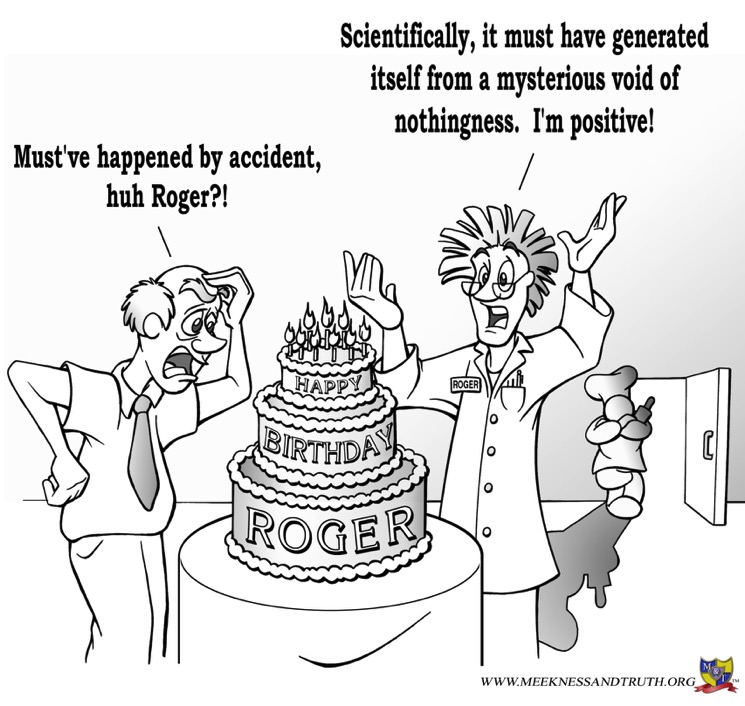 Scientifically, it must have generated
itself from a mysterious void of
nothingness. I'm positive!
Must've happened by accident,
huh Roger?!
HAPPY
BIRTHDAY
ROGER
ROGER
WWW.MEEKNESSANDTRUTH.ORG
M&T
TM